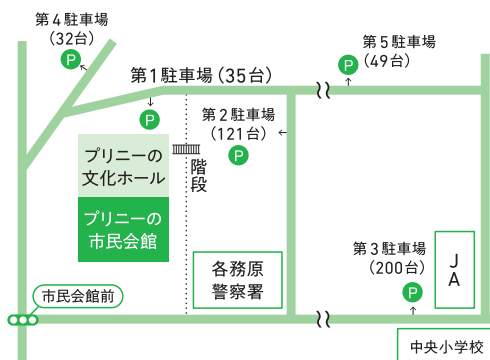 第4駐車場
(32台)
P
第1駐車場(35台)
P
第5駐車場
(49台)
P
第2駐車場
(121台)
P
プリニーの
文化ホール
階段
プリニーの
市民会館
各務原
警察署
第3駐車場
(200台)
P
JA
市民会館前
中央小学校